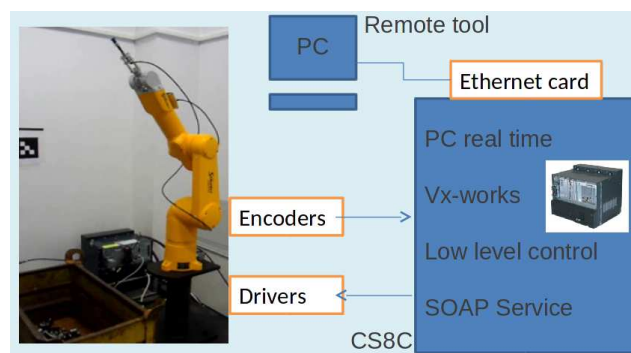 Remote tool
PC
Ethernet card
PC real time
Vx-works
Encoders
Low level control
Drivers
SOAP Service
CS8C